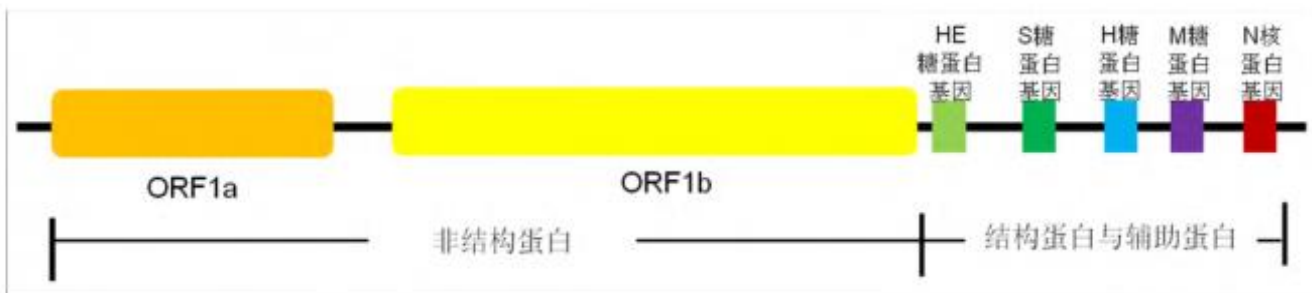 HE
糖蛋白
基因
S糖
蛋白
基因
H糖
蛋白
基因
M糖
蛋白
基因
N核
蛋白
基因
ORF1a
ORF1b
非结构蛋白
结构蛋白与辅助蛋白